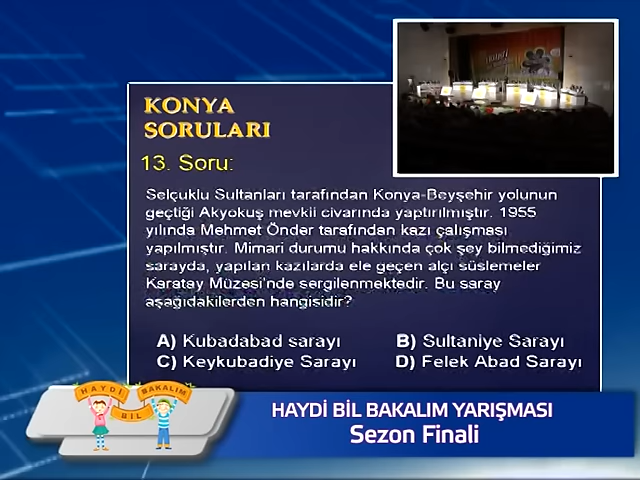 KONYA
SORULARI
13. Soru:
Selçuklu Sultanları tarafından Konya-Beyşehir yolunun
geçtiği Akyokuş mevkii civarında yaptırılmıştır. 1955
yılında Mehmet Önder tarafından kazı çalışması
yapılmıştır. Mimari durumu hakkında çok şey bilmediğimiz
sarayda, yapılan kazılarda ele geçen alçı süslemeler
Karatay Müzesi'nde sergilenmektedir. Bu saray
aşağıdakilerden hangisidir?
A) Kubadabad sarayı B) Sultaniye Sarayı
C) Keykubadiye Sarayı D) Felek Abad Sarayı
HAYDİ BAKALIM
BİL
HAYDİ BİL BAKALIM YARIŞMASI
Sezon Finali